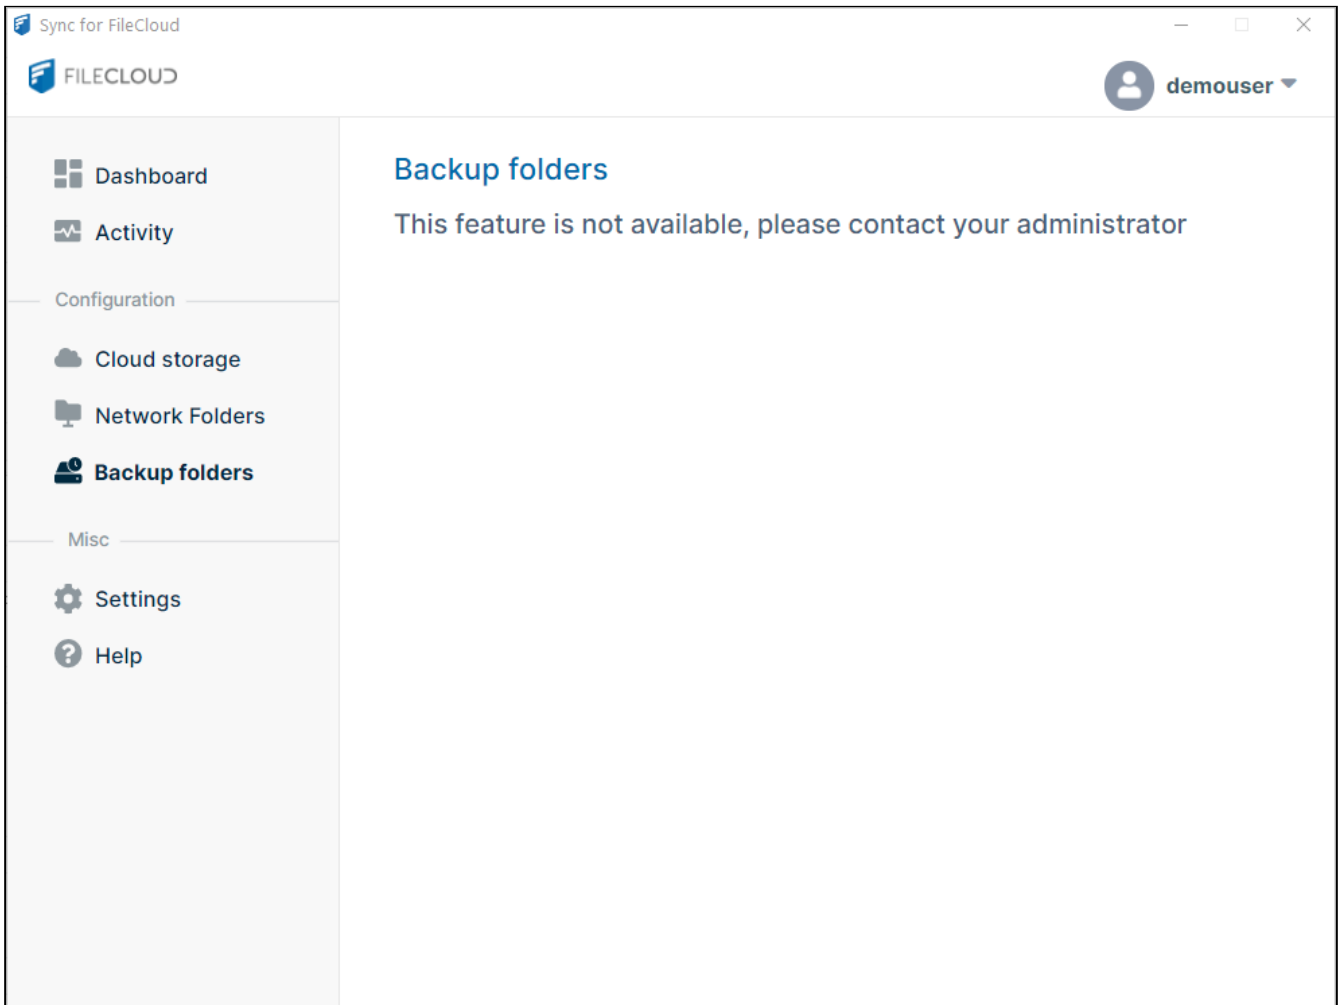 Sync for FileCloud
FILECLOUD
demouser
Dashboard
Activity
Configuration
Cloud storage
Network Folders
Backup folders
Misc
Settings
Help
Backup folders
This feature is not available, please contact your administrator